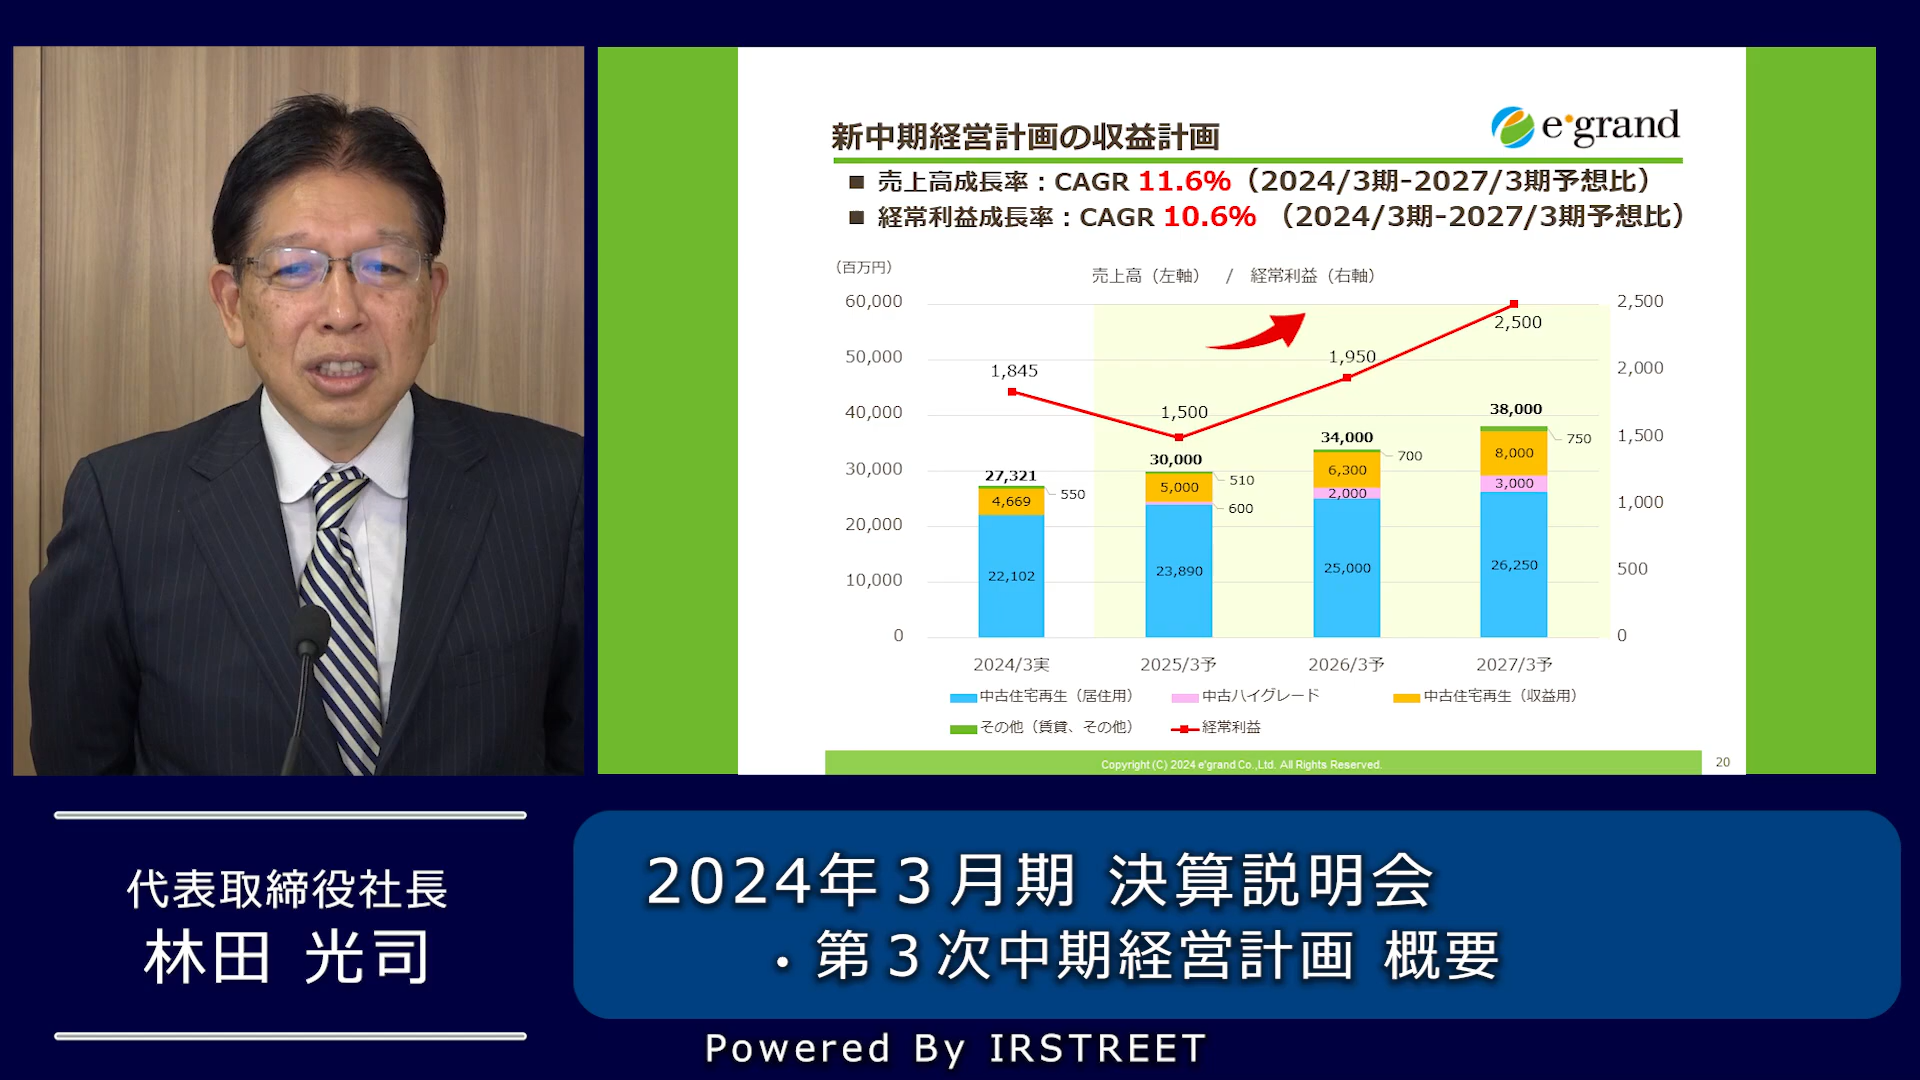 e'grand
新中期経営計画の収益計画
■ 売上高成長率：CAGR 11.6%（2024/3期-2027/3期予想比）
■ 経常利益成長率：CAGR 10.6% （2024/3期-2027/3期予想比）
（百万円）
売上高（左軸） / 経常利益（右軸）
60,000
50,000
40,000
30,000
20,000
10,000
0
2,500
2,000
1,500
1,000
500
0
1,845
1,500
1,950
2,500
27,321
550
4,669
22,102
30,000
510
5,000
600
23,890
34,000
700
6,300
2,000
25,000
38,000
750
8,000
3,000
26,250
2024/3実
2025/3予
2026/3予
2027/3予
中古住宅再生（居住用）
中古ハイグレード
中古住宅再生（収益用）
その他（賃貸、その他）
経常利益
Copyright (C) 2024 e'grand Co.,Ltd. All Rights Reserved.
20
代表取締役社長
林田 光司
2024年３月期 決算説明会
・第３次中期経営計画 概要
Powered By IRSTREET